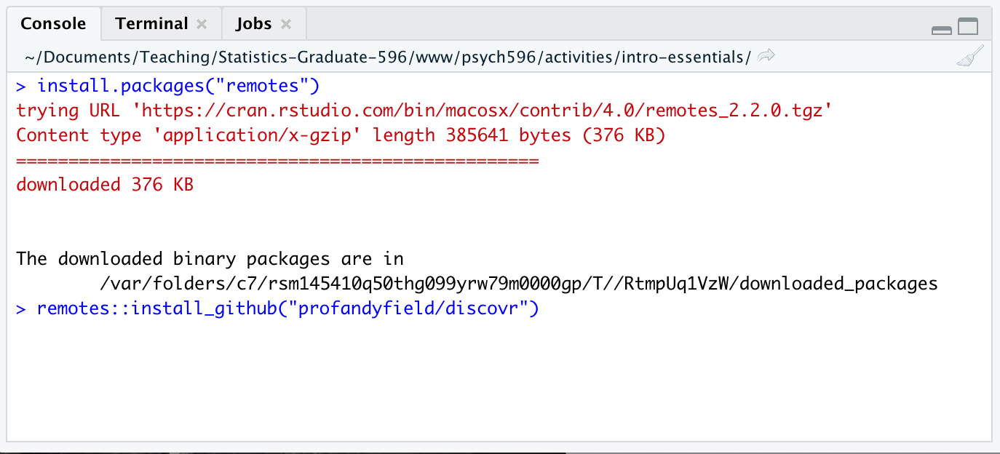 Console Terminal Jobs
~/Documents/Teaching/Statistics-Graduate-596/www/psych596/activities/intro-essentials/
> install.packages("remotes")
trying URL 'https://cran.rstudio.com/bin/macosx/contrib/4.0/remotes_2.2.0.tgz'
Content type 'application/x-gzip' length 385641 bytes (376 KB)
==================================================
downloaded 376 KB
The downloaded binary packages are in
/var/folders/c7/rsm145410q50thg099yrw79m0000gp/T//RtmpUq1VzW/downloaded_packages
> remotes::install_github("profandyfield/discovr")